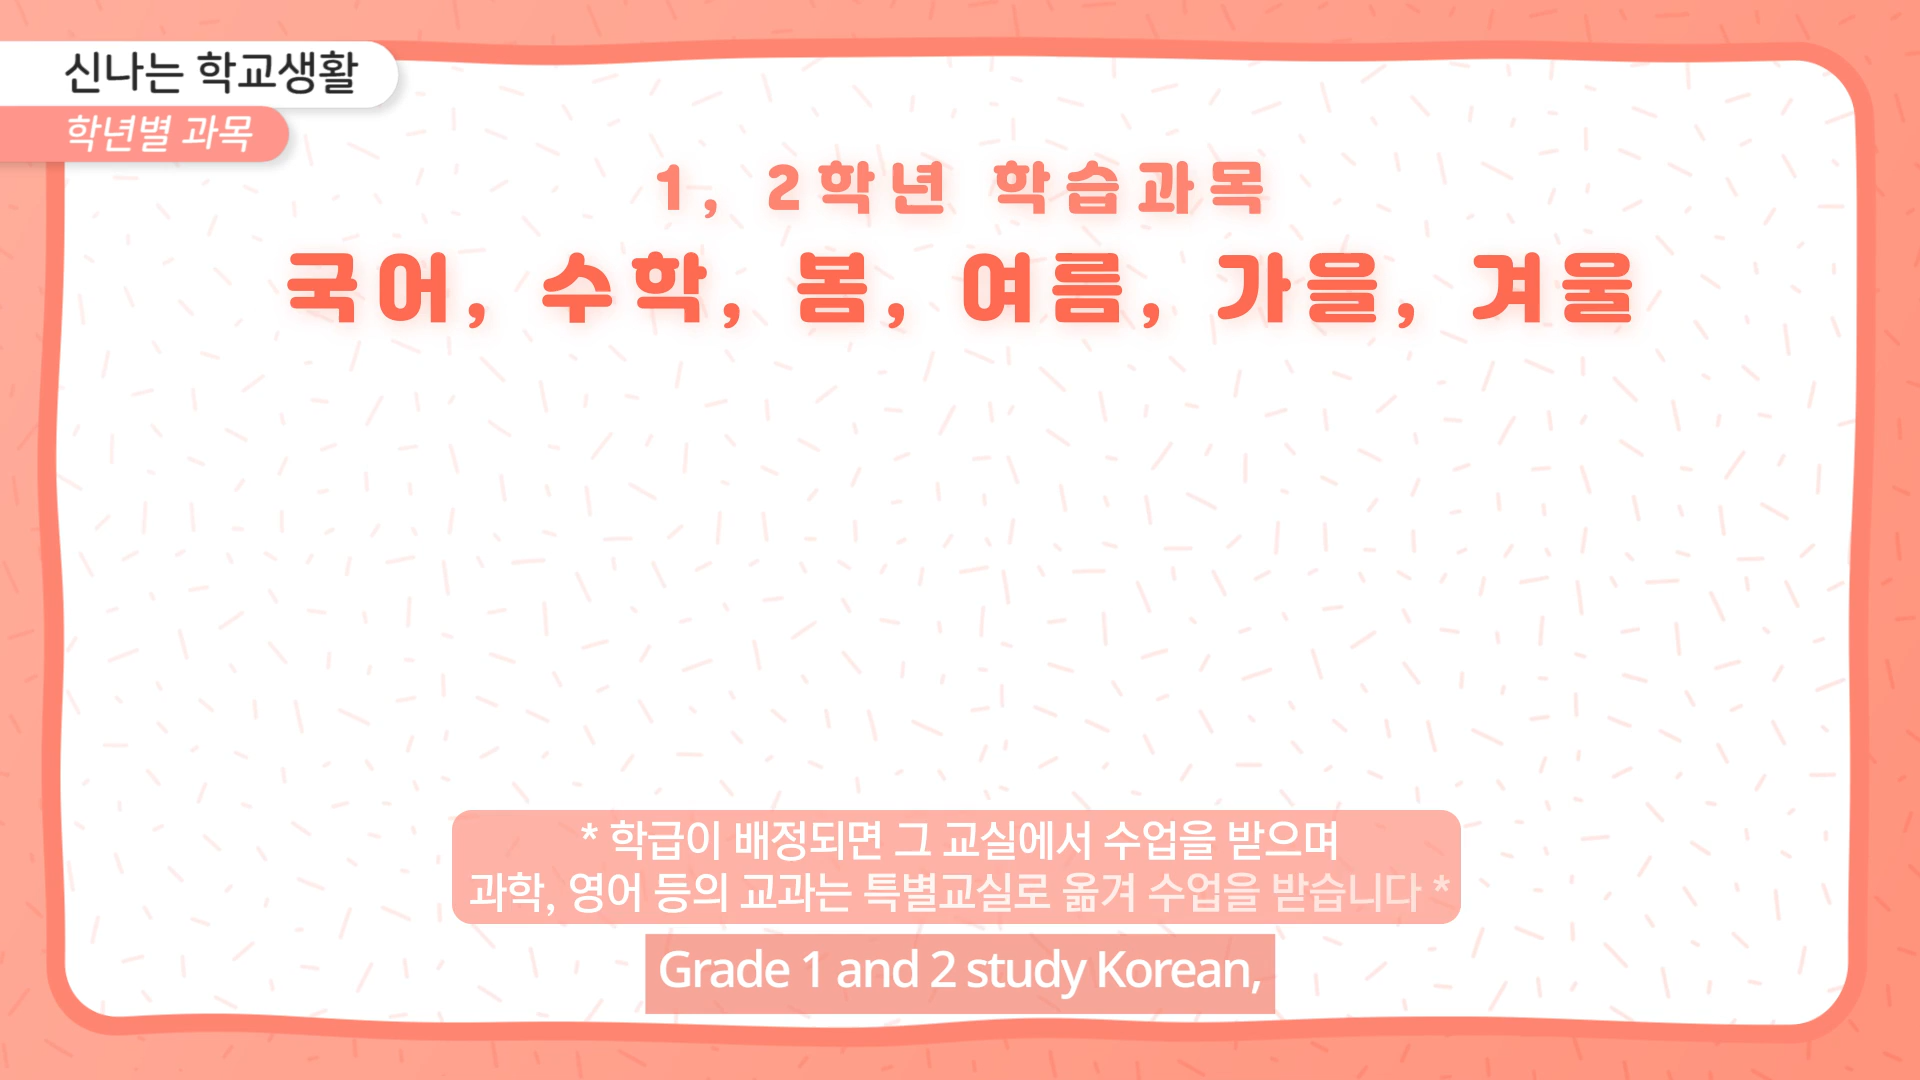 신나는 학교생활
학년별 과목
1, 2학년 학습과목
국어, 수학, 봄, 여름, 가을, 겨울
* 학급이 배정되면 그 교실에서 수업을 받으며
과학, 영어 등의 교과는 특별교실로 옮겨 수업을 받습니다 *
Grade 1 and 2 study Korean,